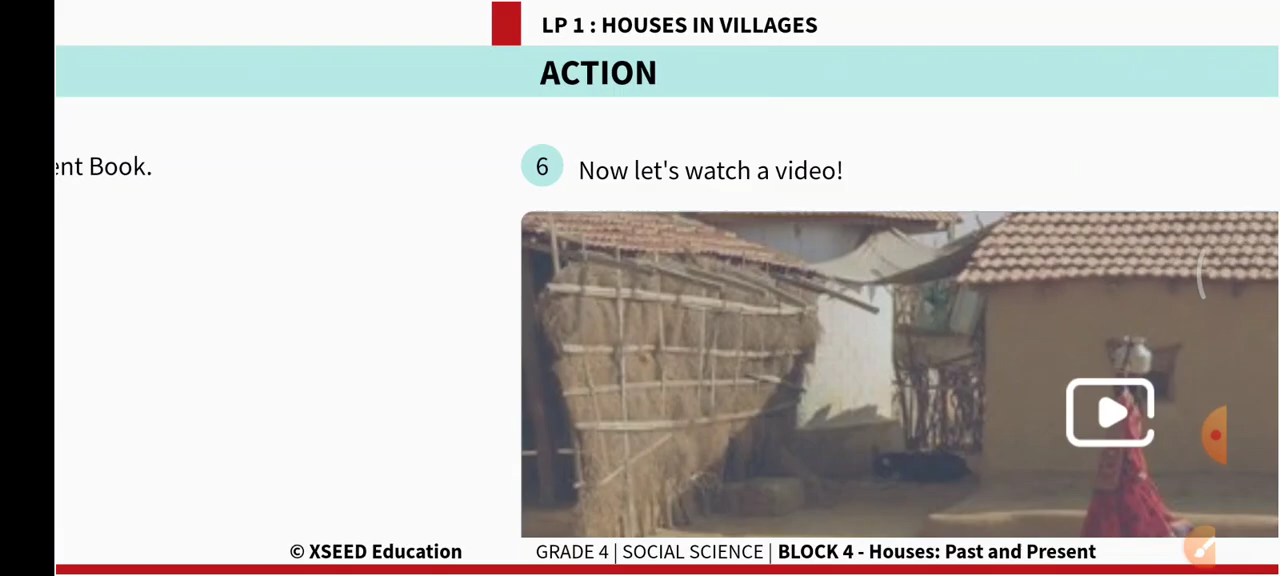 LP 1 : HOUSES IN VILLAGES
ACTION
ent Book.
6 Now let's watch a video!
© XSEED Education
GRADE 4 | SOCIAL SCIENCE | BLOCK 4 - Houses: Past and Present